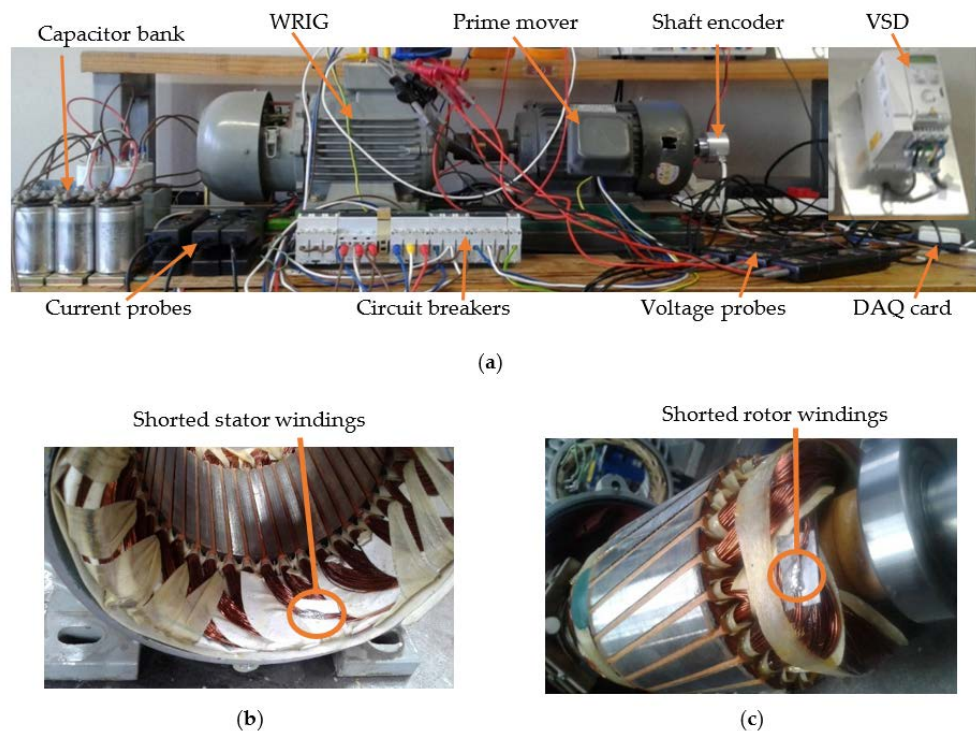 Capacitor bank
WRIG
Prime mover
Shaft encoder
VSD
Current probes
Circuit breakers
Voltage probes
DAQ card
(a)
Shorted stator windings
Shorted rotor windings
(b)
(c)